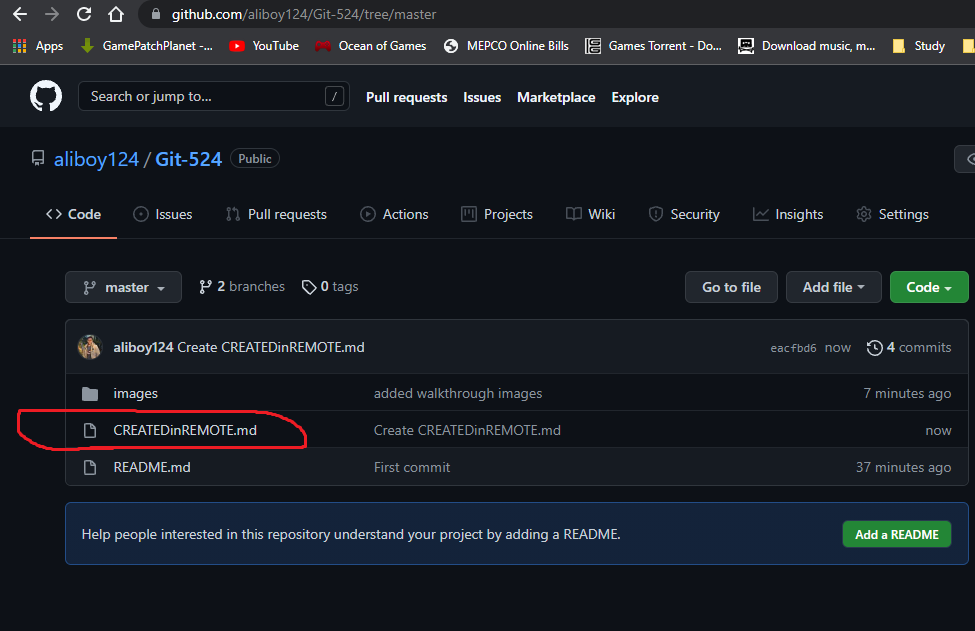 github.com/aliboy124/Git-524/tree/master
Apps GamePatchPlanet -... YouTube Ocean of Games MEPCO Online Bills Games Torrent - Do... Download music, m... Study
Search or jump to... / Pull requests Issues Marketplace Explore
aliboy124 / Git-524 Public
Code Issues Pull requests Actions Projects Wiki Security Insights Settings
master 2 branches 0 tags Go to file Add file Code
aliboy124 Create CREATEDinREMOTE.md eacfbd6 now 4 commits
images added walkthrough images 7 minutes ago
CREATEDinREMOTE.md Create CREATEDinREMOTE.md now
README.md First commit 37 minutes ago
Help people interested in this repository understand your project by adding a README. Add a README